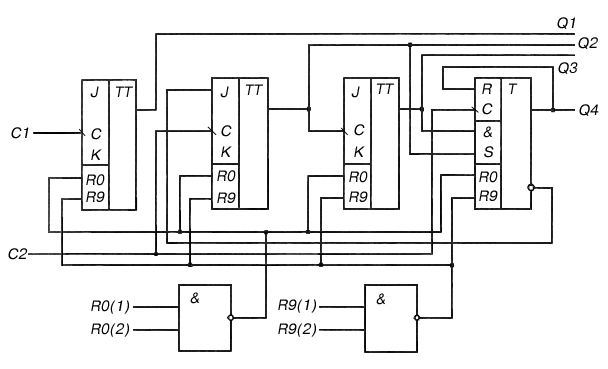 Q1
Q2
Q3
Q4
C1
J TT
C
K
R0
R9
J TT
C
K
R0
R9
J TT
C
K
R0
R9
R T
C
&
S
R0
R9
C2
R0(1)
R0(2)
&
R9(1)
R9(2)
&